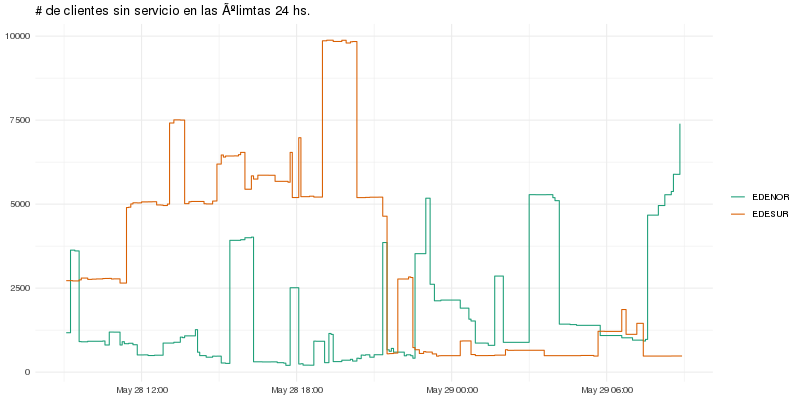 # de clientes sin servicio en las Ãºlimtas 24 hs.
10000
7500
5000
2500
0
May 28 12:00
May 28 18:00
May 29 00:00
May 29 06:00
EDENOR
EDESUR